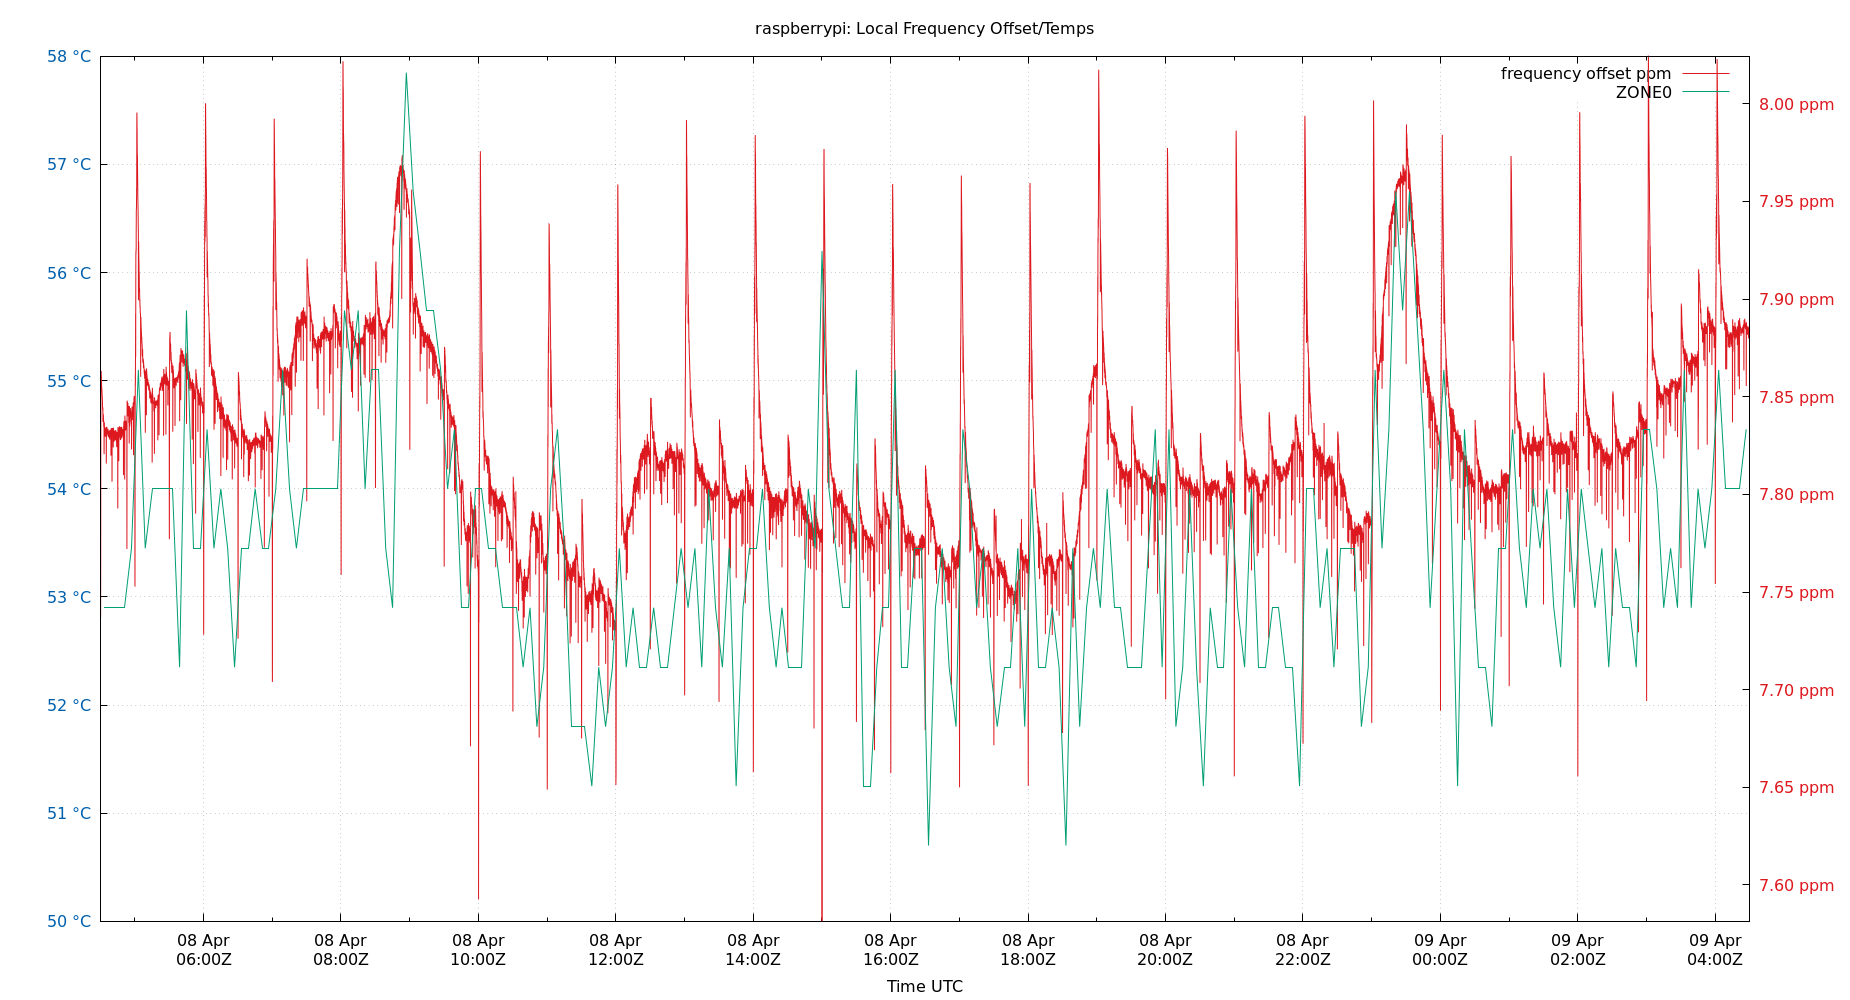 raspberrypi: Local Frequency Offset/Temps
58 °C
57 °C
56 °C
55 °C
54 °C
53 °C
52 °C
51 °C
50 °C
frequency offset ppm
ZONE0
8.00 ppm
7.95 ppm
7.90 ppm
7.85 ppm
7.80 ppm
7.75 ppm
7.70 ppm
7.65 ppm
7.60 ppm
08 Apr
06:00Z
08 Apr
08:00Z
08 Apr
10:00Z
08 Apr
12:00Z
08 Apr
14:00Z
08 Apr
16:00Z
08 Apr
18:00Z
08 Apr
20:00Z
08 Apr
22:00Z
09 Apr
00:00Z
09 Apr
02:00Z
09 Apr
04:00Z
Time UTC